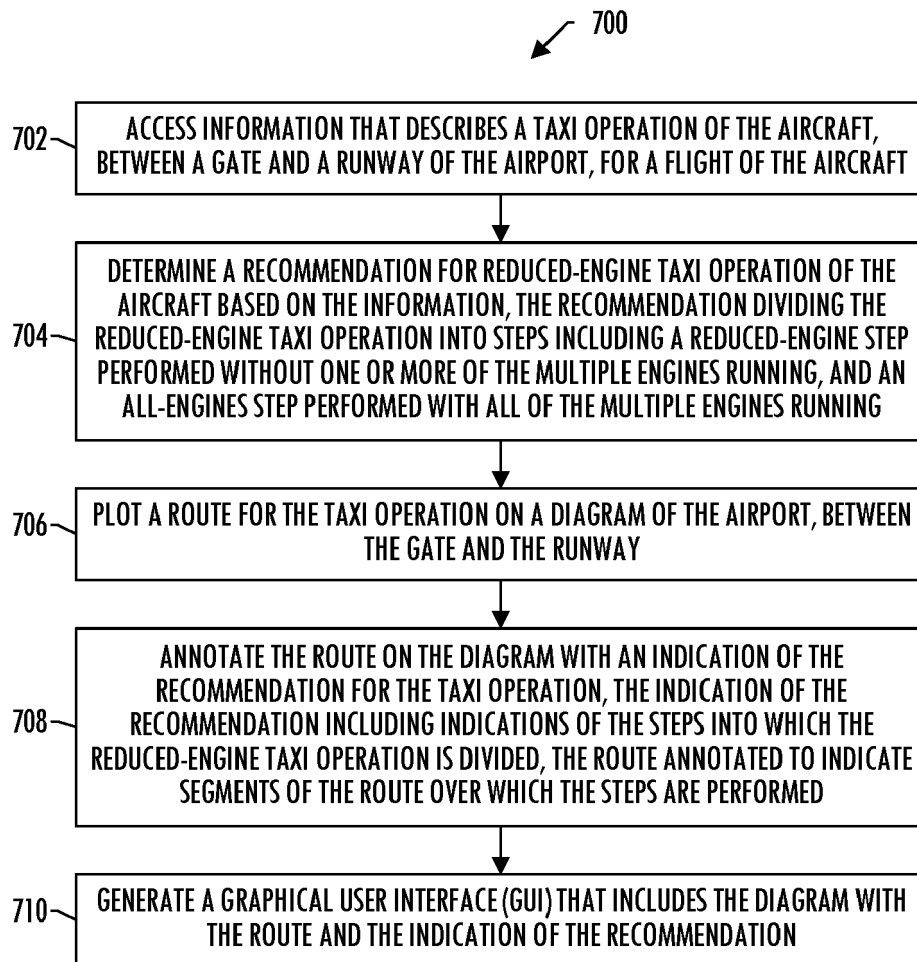 700
702
ACCESS INFORMATION THAT DESCRIBES A TAXI OPERATION OF THE AIRCRAFT,
BETWEEN A GATE AND A RUNWAY OF THE AIRPORT, FOR A FLIGHT OF THE AIRCRAFT
704
DETERMINE A RECOMMENDATION FOR REDUCED-ENGINE TAXI OPERATION OF THE
AIRCRAFT BASED ON THE INFORMATION, THE RECOMMENDATION DIVIDING THE
REDUCED-ENGINE TAXI OPERATION INTO STEPS INCLUDING A REDUCED-ENGINE STEP
PERFORMED WITHOUT ONE OR MORE OF THE MULTIPLE ENGINES RUNNING, AND AN
ALL-ENGINES STEP PERFORMED WITH ALL OF THE MULTIPLE ENGINES RUNNING
706
PLOT A ROUTE FOR THE TAXI OPERATION ON A DIAGRAM OF THE AIRPORT, BETWEEN
THE GATE AND THE RUNWAY
708
ANNOTATE THE ROUTE ON THE DIAGRAM WITH AN INDICATION OF THE
RECOMMENDATION FOR THE TAXI OPERATION, THE INDICATION OF THE
RECOMMENDATION INCLUDING INDICATIONS OF THE STEPS INTO WHICH THE
REDUCED-ENGINE TAXI OPERATION IS DIVIDED, THE ROUTE ANNOTATED TO INDICATE
SEGMENTS OF THE ROUTE OVER WHICH THE STEPS ARE PERFORMED
710
GENERATE A GRAPHICAL USER INTERFACE (GUI) THAT INCLUDES THE DIAGRAM WITH
THE ROUTE AND THE INDICATION OF THE RECOMMENDATION